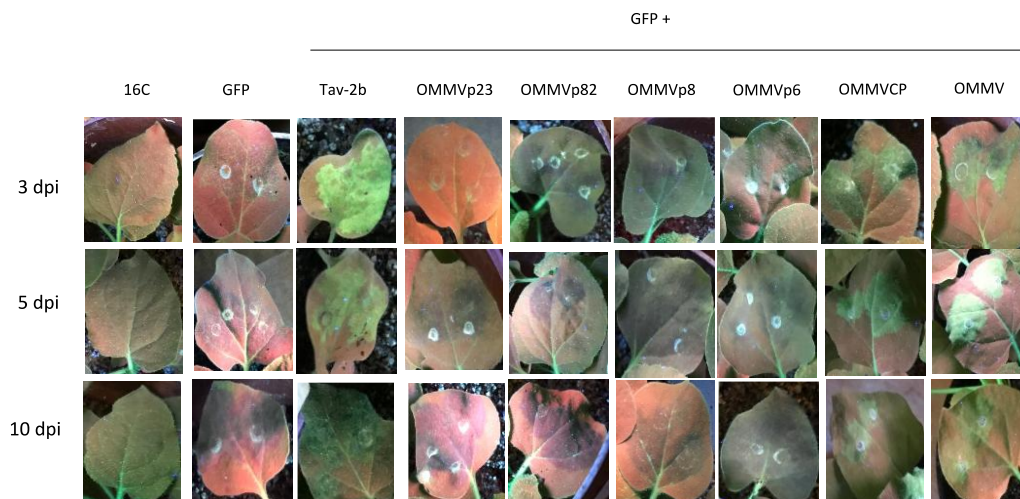 GFP +
16C GFP Tav-2b OMMVp23 OMMVp82 OMMVp8 OMMVp6 OMMVCP OMMV
3 dpi
5 dpi
10 dpi